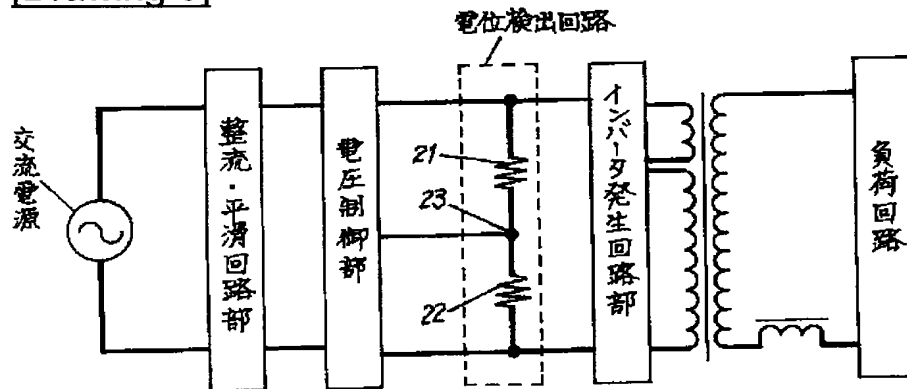 電位検出回路
交流電源
整流・平滑回路部
電圧制御部
21
23
22
インバータ発生回路部
負荷回路